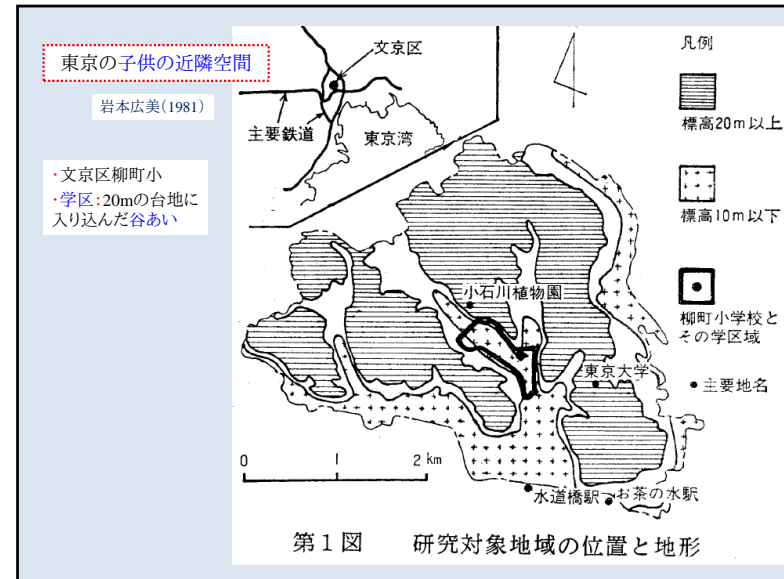 東京の子供の近隣空間
岩本広美(1981)
・文京区柳町小
・学区:20mの台地に
入り込んだ谷あい
文京区
主要鉄道
東京湾
凡例
標高20m以上
標高10m以下
柳町小学校と
その学区域
・主要地名
小石川植物園
東京大学
0 1 2 km
水道橋駅
お茶の水駅
第1図 研究対象地域の位置と地形